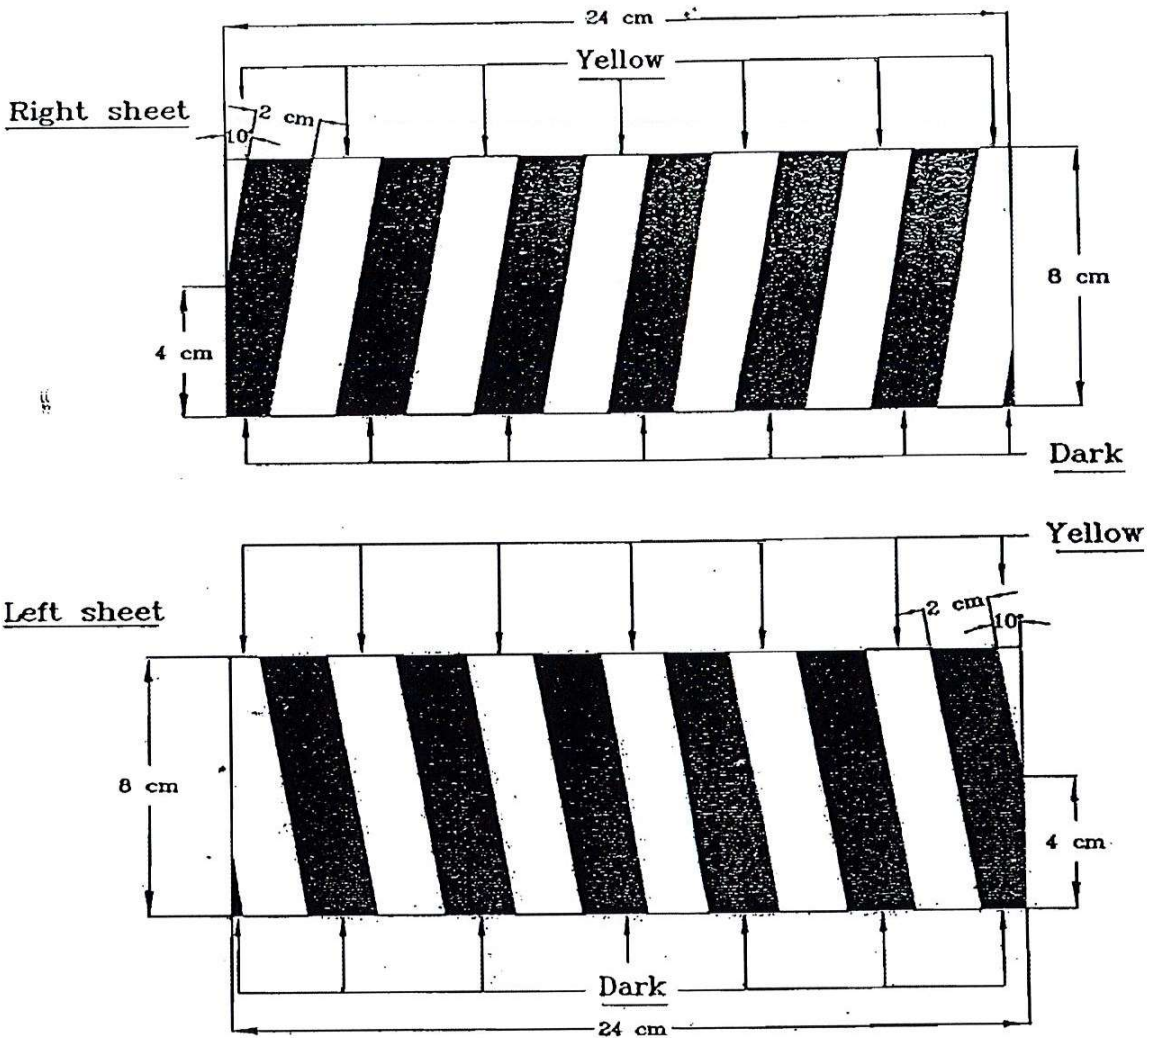 24 cm
Yellow
Right sheet
2 cm
10°
8 cm
4 cm
Dark
Yellow
Left sheet
2 cm
10°
8 cm
4 cm
Dark
24 cm